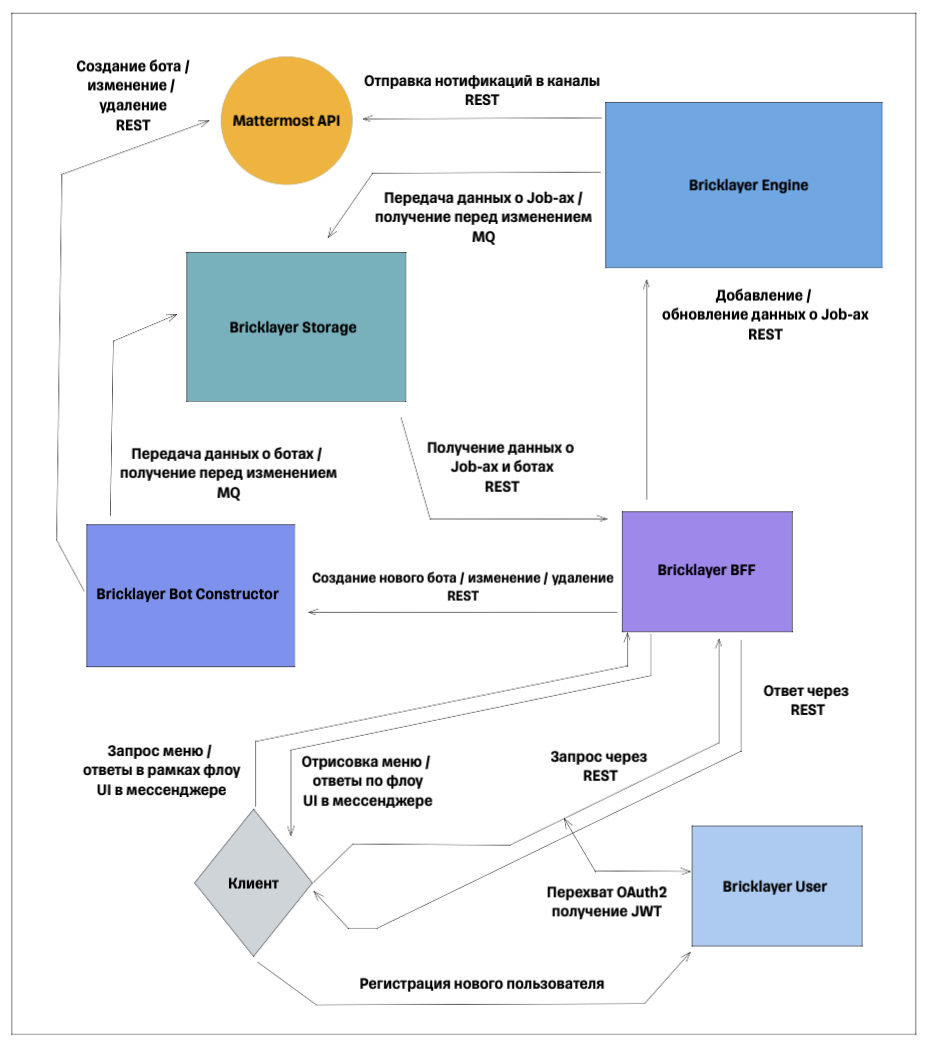 Создание бота /
изменение /
удаление
REST
Mattermost API
Отправка нотификаций в каналы
REST
Bricklayer Engine
Передача данных о Job-ах /
получение перед изменением
MQ
Bricklayer Storage
Добавление /
обновление данных о Job-ах
REST
Передача данных о ботах /
получение перед изменением
MQ
Получение данных о
Job-ах и ботах
REST
Bricklayer Bot Constructor
Создание нового бота / изменение / удаление
REST
Bricklayer BFF
Запрос меню /
ответы в рамках флоу
UI в мессенджере
Отрисовка меню /
ответы по флоу
UI в мессенджере
Запрос через
REST
Ответ через
REST
Клиент
Перехват OAuth2
получение JWT
Bricklayer User
Регистрация нового пользователя